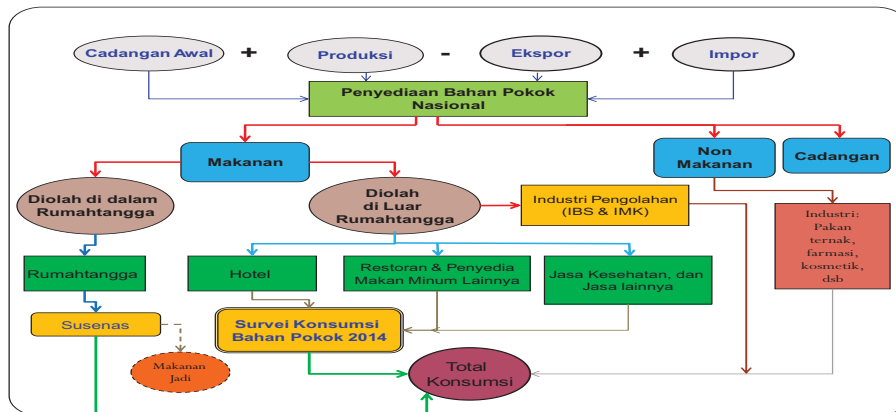 Cadangan Awal + Produksi - Ekspor + Impor
Penyediaan Bahan Pokok
Nasional
Makanan
Non
Makanan
Cadangan
Diolah di dalam
Rumahtangga
Diolah
di Luar
Rumahtangga
Industri Pengolahan
(IBS & IMK)
Industri:
Pakan
ternak,
farmasi,
kosmetik,
dsb
Rumahtangga
Hotel
Restoran & Penyedia
Makan Minum Lainnya
Jasa Kesehatan, dan
Jasa lainnya
Susenas
Survei Konsumsi
Bahan Pokok 2014
Makanan
Jadi
Total
Konsumsi